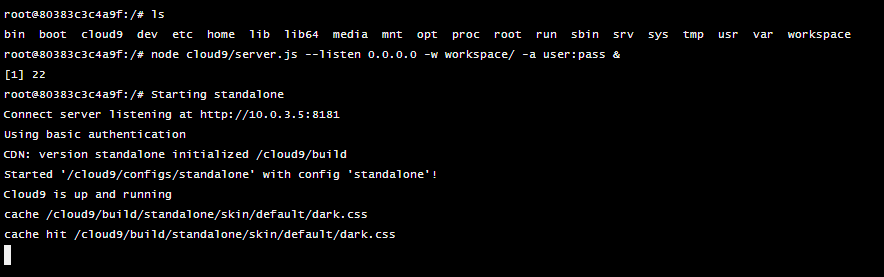 root@80383c3c4a9f:/# ls
bin boot cloud9 dev etc home lib lib64 media mnt opt proc root run sbin srv sys tmp usr var workspace
root@80383c3c4a9f:/# node cloud9/server.js --listen 0.0.0.0 -w workspace/ -a user:pass &
[1] 22
root@80383c3c4a9f:/# Starting standalone
Connect server listening at http://10.0.3.5:8181
Using basic authentication
CDN: version standalone initialized /cloud9/build
Started '/cloud9/configs/standalone' with config 'standalone'!
Cloud9 is up and running
cache /cloud9/build/standalone/skin/default/dark.css
cache hit /cloud9/build/standalone/skin/default/dark.css